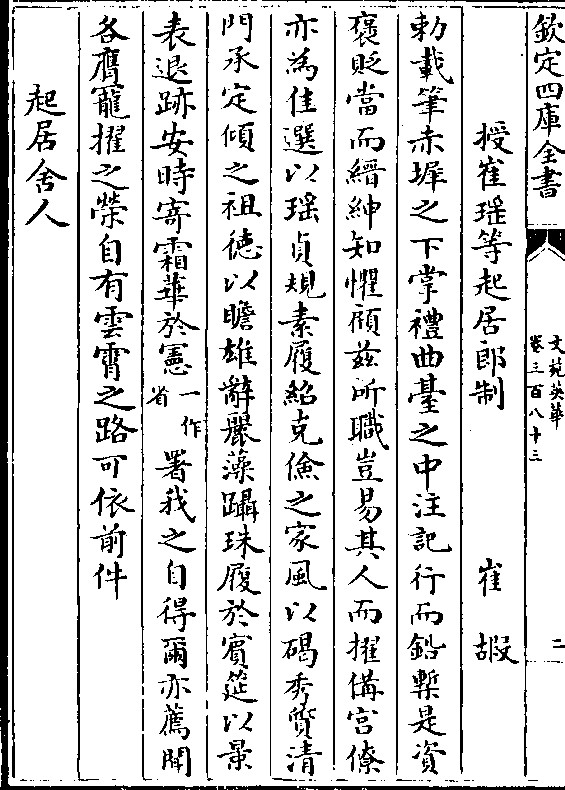 欽定四庫全書
文苑英華
卷三百八十三
二
授崔瑶等起居郎制
崔嘏
勅載筆赤墀之下掌禮曲臺之中注記行而鉛槧是資
褒貶當而縉紳知懼顧兹所職豈易其人而擢備宫僚
亦為佳選以瑶貞規素履紹克儉之家風以碣秀質清
門承定傾之祖徳以瞻雄辭麗藻躡珠履於賓筵以景
表退跡安時寄霜華於憲一作省署我之自得爾亦薦聞
各膺寵擢之榮自有雲霄之路可依前件
起居舍人